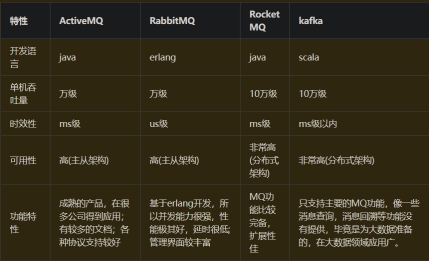 特性 ActiveMQ RabbitMQ Rocket
MQ kafka
开发语
言 java erlang java scala
单机吞
吐量 万级 万级 10万级 10万级
时效性 ms级 us级 ms级 ms级以内
可用性 高(主从架构) 高(主从架构) 非常高
(分布式
架构) 非常高(分布式架构)
功能特
性
成熟的产品，在很
多公司得到应用；
有较多的文档；各
种协议支持较好
基于erlang开发，所
以并发能力很强，性
能极其好，延时很低;
管理界面较丰富
MQ功
能比较
完备，
扩展性
佳
只支持主要的MQ功能，像一些
消息查询，消息回溯等功能没
有提供，毕竟是为大数据准备
的，在大数据领域应用广。